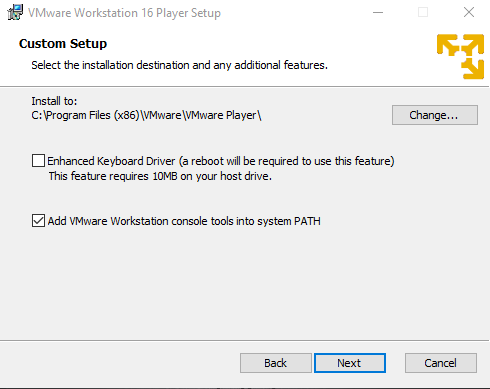 VMware Workstation 16 Player Setup
Custom Setup
Select the installation destination and any additional features.
Install to:
C:\Program Files (x86)\VMware\VMware Player\
Change...
Enhanced Keyboard Driver (a reboot will be required to use this feature)
This feature requires 10MB on your host drive.
Add VMware Workstation console tools into system PATH
Back Next Cancel